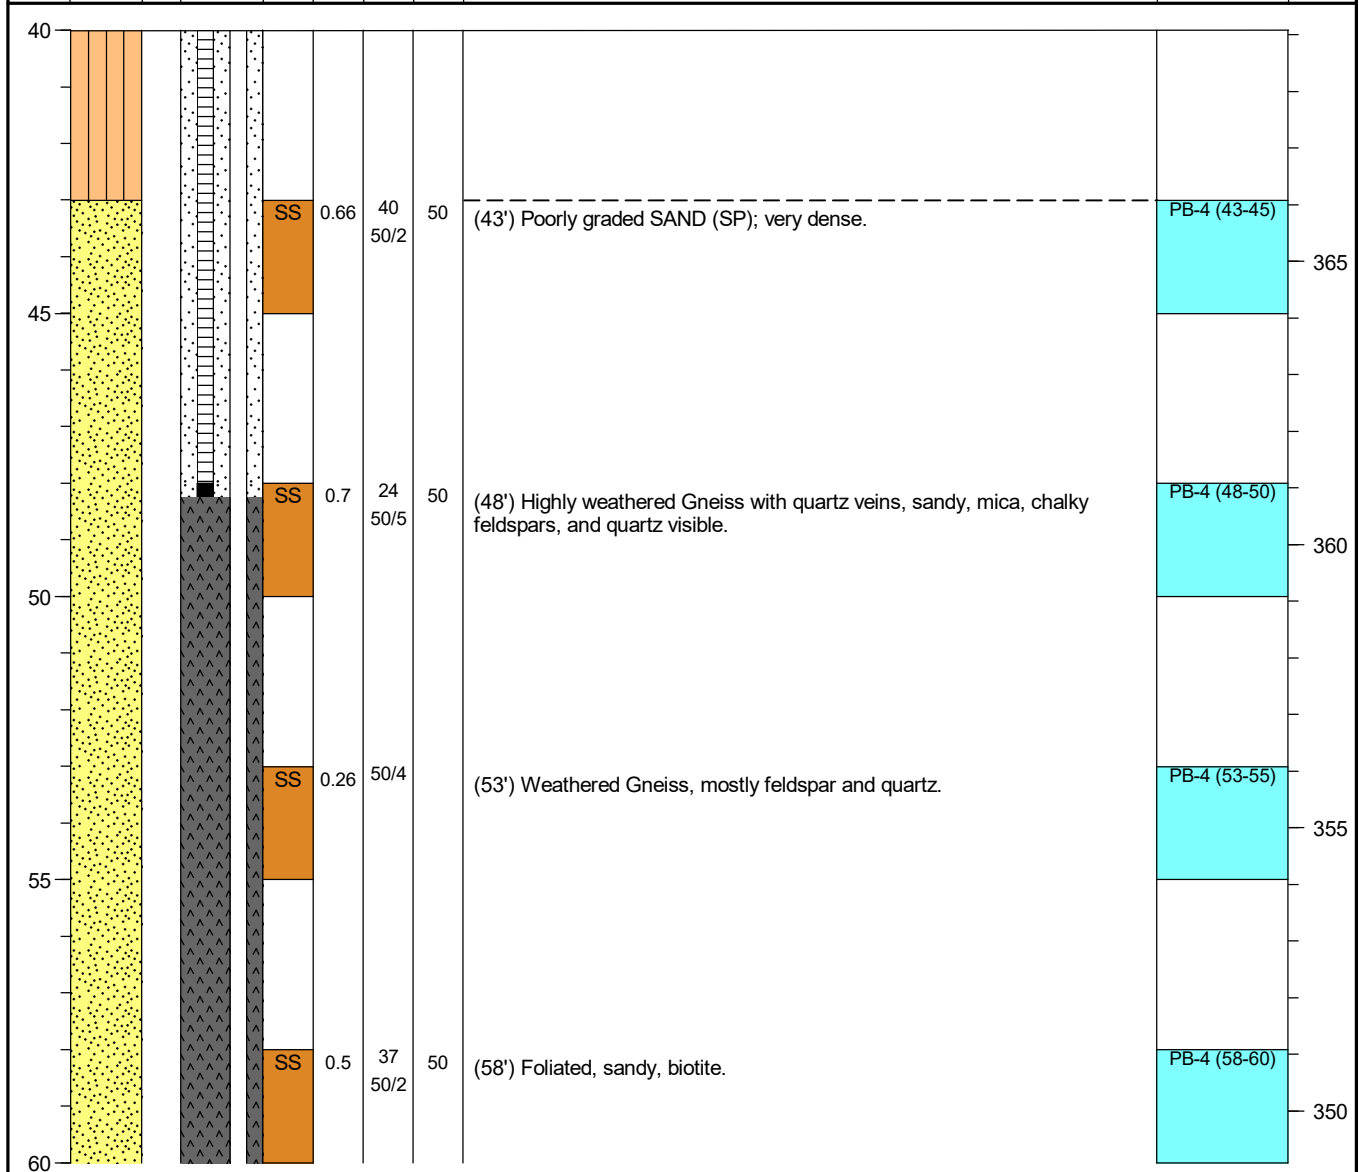 40
SS 0.66 40 50 (43') Poorly graded SAND (SP); very dense. PB-4 (43-45)
50/2
365
45
SS 0.7 24 50 (48') Highly weathered Gneiss with quartz veins, sandy, mica, chalky PB-4 (48-50)
50/5 feldspars, and quartz visible.
360
50
SS 0.26 50/4 (53') Weathered Gneiss, mostly feldspar and quartz. PB-4 (53-55)
355
55
SS 0.5 37 50 (58') Foliated, sandy, biotite. PB-4 (58-60)
50/2
350
60